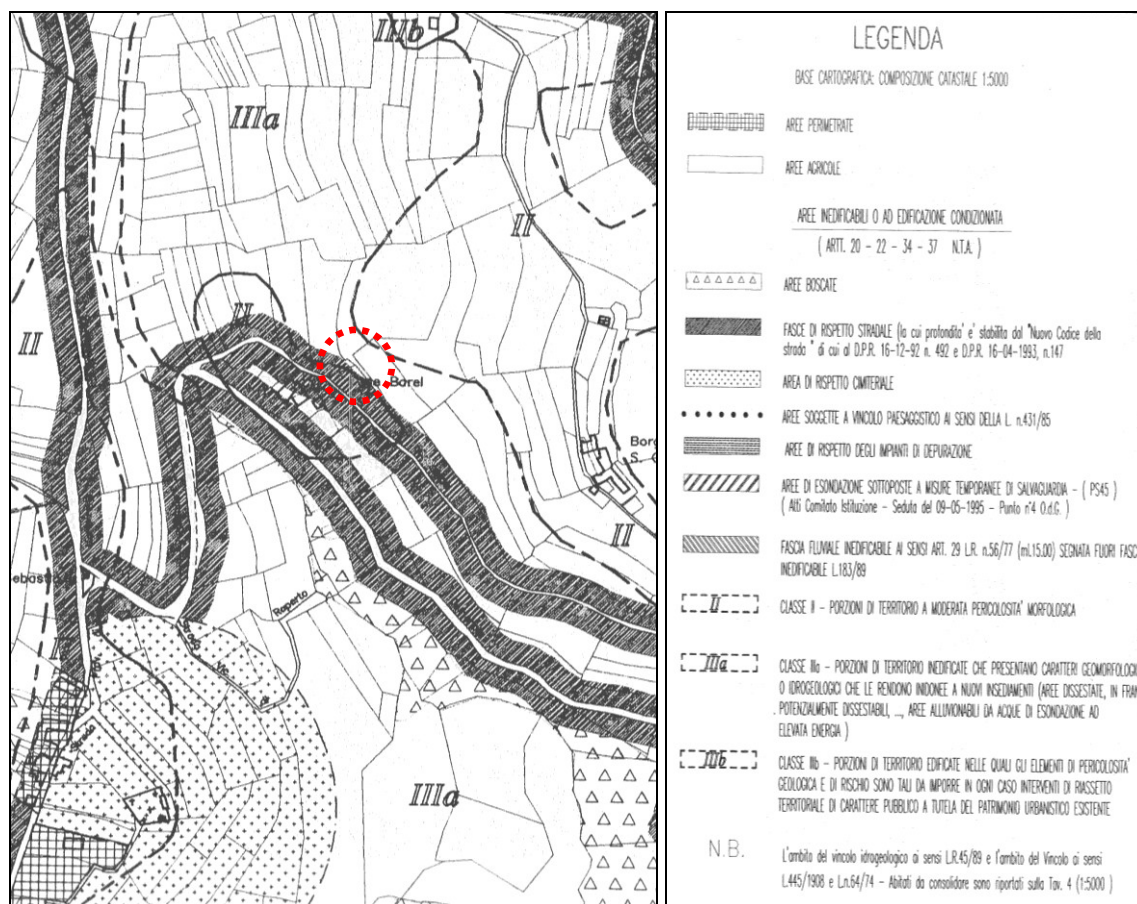 IIIb
IIIa
II
II
II
Borel
II
IIIa
LEGENDA
BASE CARTOGRAFICA: COMPOSIZIONE CATASTALE 1:5000
AREE PERIMETRATE
AREE AGRICOLE
AREE INEDIFICABILI O AD EDIFICAZIONE CONDIZIONATA
( ARTT. 20 - 22 - 34 - 37 N.T.A. )
AREE BOSCATE
FASCE DI RISPETTO STRADALE (la cui profondita' e' stabilita dal "Nuovo Codice della
strada " di cui al D.P.R. 16-12-92 n. 492 e D.P.R. 16-04-1993, n.147
AREA DI RISPETTO CIMITERIALE
AREE SOGGETTE A VINCOLO PAESAGGISTICO AI SENSI DELLA L. n.431/85
AREE DI RISPETTO DEGLI IMPIANTI DI DEPURAZIONE
AREE DI ESONDAZIONE SOTTOPOSTE A MISURE TEMPORANEE DI SALVAGUARDIA - ( PS45 )
( Atti Comitato Istituzione - Seduta del 09-05-1995 - Punto n°4 O.d.G. )
FASCIA FLUVIALE INEDIFICABILE AI SENSI ART. 29 L.R. n.56/77 (ml.15.00) SEGNATA FUORI FASC
INEDIFICABILE L.183/89
II CLASSE II - PORZIONI DI TERRITORIO A MODERATA PERICOLOSITA' MORFOLOGICA
IIIa CLASSE IIIa - PORZIONI DI TERRITORIO INEDIFICATE CHE PRESENTANO CARATTERI GEOMORFOLOGI
O IDROGEOLOGICI CHE LE RENDONO INIDONEE A NUOVI INSEDIAMENTI (AREE DISSESTATE, IN FRAN
POTENZIALMENTE DISSESTABILI, ..., AREE ALLUVIONABILI DA ACQUE DI ESONDAZIONE AD
ELEVATA ENERGIA )
IIIb CLASSE IIIb - PORZIONI DI TERRITORIO EDIFICATE NELLE QUALI GLI ELEMENTI DI PERICOLOSITA'
GEOLOGICA E DI RISCHIO SONO TALI DA IMPORRE IN OGNI CASO INTERVENTI DI RIASSETTO
TERRITORIALE DI CARATTERE PUBBLICO A TUTELA DEL PATRIMONIO URBANISTICO ESISTENTE
N.B. L'ambito del vincolo idrogeologico ai sensi L.R.45/89 e l'ambito del Vincolo ai sensi
L.445/1908 e L.n.64/74 - Abitati da consolidare sono riportati sulla Tav. 4 (1:5000 )